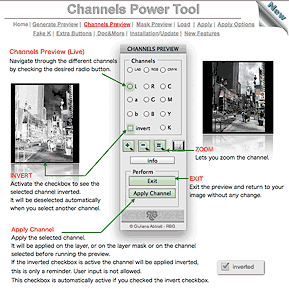 Channels Power Tool
New
Home | Generate Preview | Channels Preview | Mask Preview | Load | Apply | Apply Options
Fake K | Extra Buttons | Doc&More | Installation/Update | New Features
Channels Preview (Live)
Navigate through the different channels
by checking the desired radio button.
CHANNELS PREVIEW
Channels
LAB RGB CMYK
L R C
a G M
b B Y
invert K
info
Perform
Exit
Apply Channel
INVERT
Activate the checkbox to see the
selected channel inverted.
It will be deselected automatically
when you select another channel.
ZOOM
Lets you zoom the channel.
EXIT
Exit the preview and return to your
image without any change.
Apply Channel
Apply the selected channel.
It will be applied on the layer, or on the layer mask or on the channel
selected before running the preview.
If the inverted checkbox is active the channel will be applied inverted,
this is only a reminder. User input is not allowed.
This checkbox is automatically active if you checked the invert checkbox.
inverted